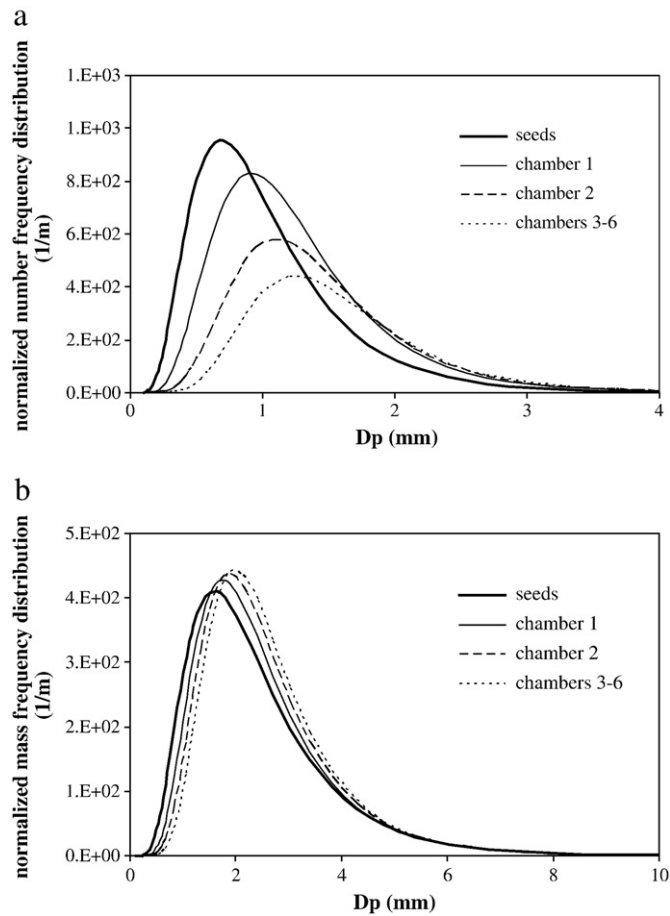 a
normalized number frequency distribution
(1/m)
1.E+03
1.E+03
8.E+02
6.E+02
4.E+02
2.E+02
0.E+00
seeds
chamber 1
chamber 2
chambers 3-6
0 1 2 3 4
Dp (mm)
b
normalized mass frequency distribution
(1/m)
5.E+02
4.E+02
3.E+02
2.E+02
1.E+02
0.E+00
seeds
chamber 1
chamber 2
chambers 3-6
0 2 4 6 8 10
Dp (mm)